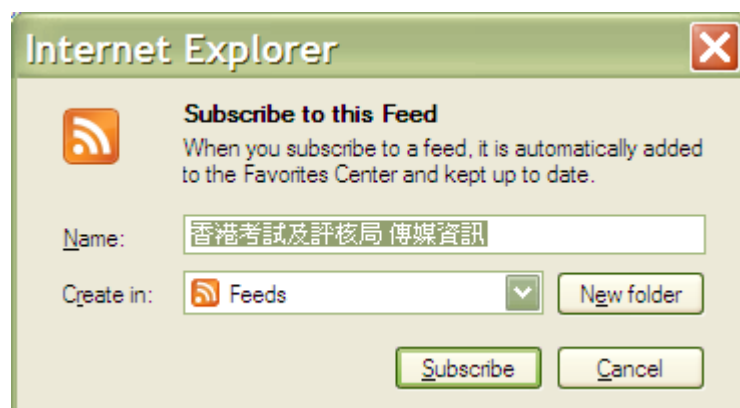 Internet Explorer
Subscribe to this Feed
When you subscribe to a feed, it is automatically added
to the Favorites Center and kept up to date.
Name: 香港考試及評核局 傳媒資訊
Create in: Feeds New folder
Subscribe Cancel